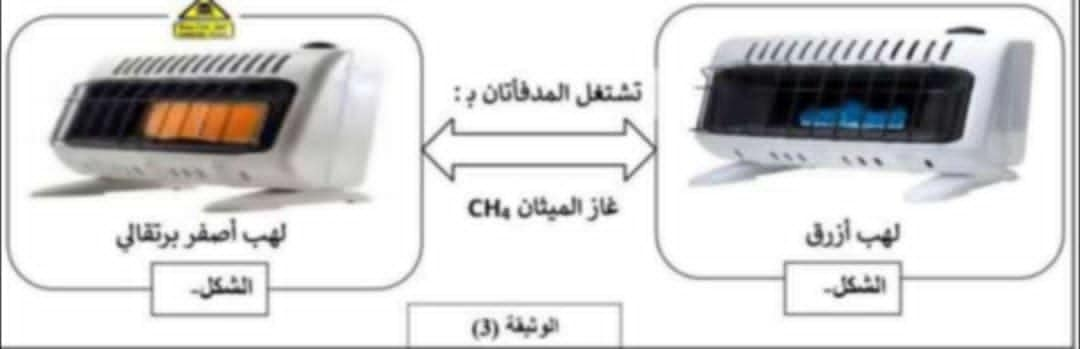 تشتغل المدفأتان بـ :
غاز الميثان CH₄
لهب أزرق
الشكل-
لهب أصفر برتقالي
الشكل-
الوثيقة (3)